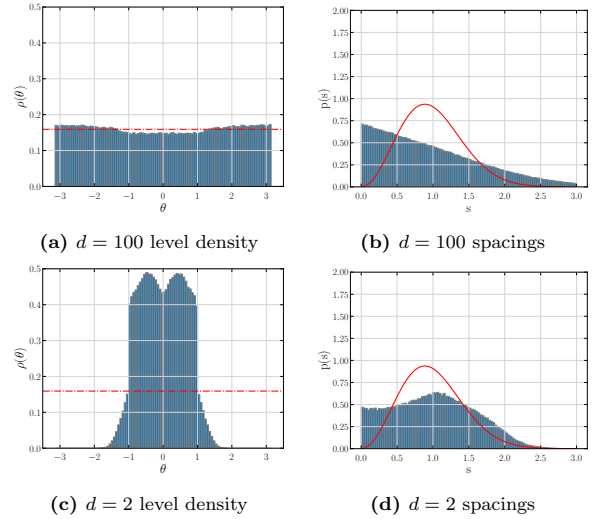 0.5
0.4
0.3
0.2
0.1
0.0
ρ(θ)
−3 −2 −1 0 1 2 3
θ
2.00
1.75
1.50
1.25
1.00
0.75
0.50
0.25
0.00
p(s)
0.0 0.5 1.0 1.5 2.0 2.5 3.0
s
(a) d = 100 level density
(b) d = 100 spacings
0.5
0.4
0.3
0.2
0.1
0.0
ρ(θ)
−3 −2 −1 0 1 2 3
θ
2.00
1.75
1.50
1.25
1.00
0.75
0.50
0.25
0.00
p(s)
0.0 0.5 1.0 1.5 2.0 2.5 3.0
s
(c) d = 2 level density
(d) d = 2 spacings